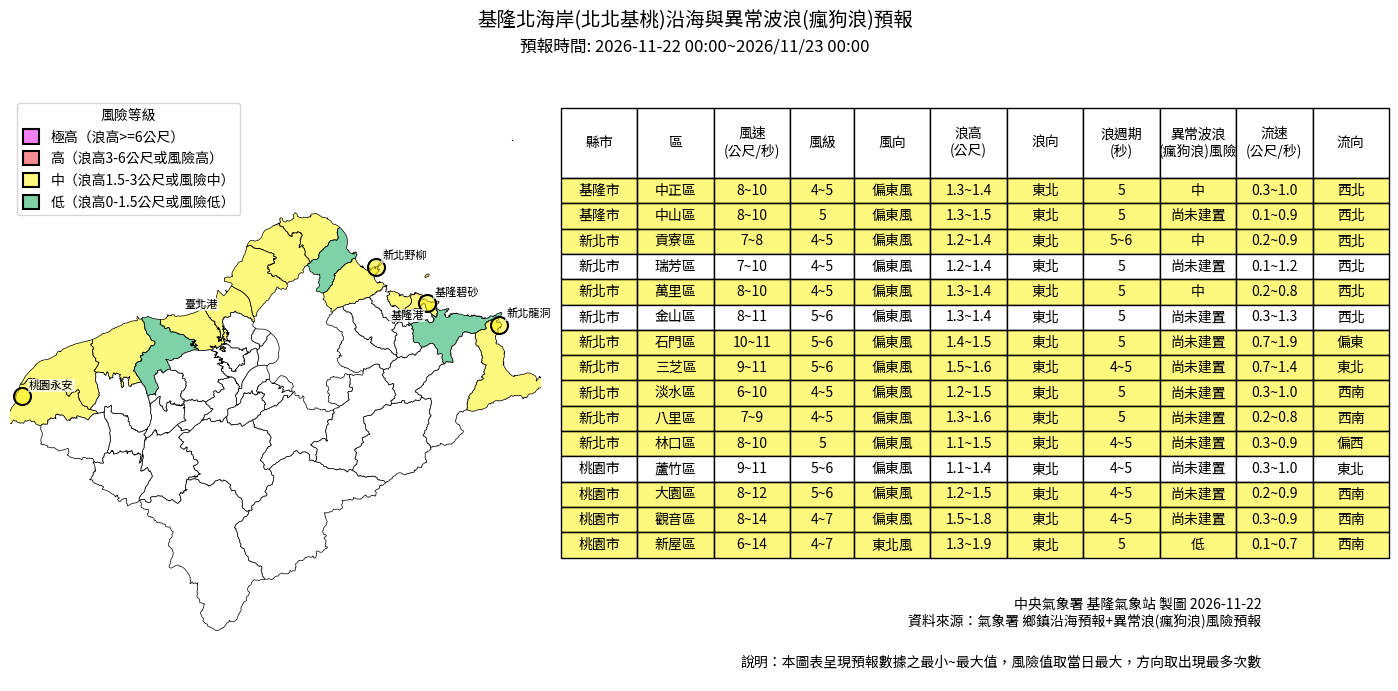 基隆北海岸(北北基桃)沿海與異常波浪(瘋狗浪)預報
預報時間: 2026-11-22 00:00~2026/11/23 00:00
風險等級
極高（浪高>=6公尺）
高（浪高3-6公尺或風險高）
中（浪高1.5-3公尺或風險中）
低（浪高0-1.5公尺或風險低）
新北野柳
基隆碧砂
臺北港
基隆港
新北龍洞
桃園永安
縣市 區 風速(公尺/秒) 風級 風向 浪高(公尺) 浪向 浪週期(秒) 異常波浪(瘋狗浪)風險 流速(公尺/秒) 流向
基隆市 中正區 8~10 4~5 偏東風 1.3~1.4 東北 5 中 0.3~1.0 西北
基隆市 中山區 8~10 5 偏東風 1.3~1.5 東北 5 尚未建置 0.1~0.9 西北
新北市 貢寮區 7~8 4~5 偏東風 1.2~1.4 東北 5~6 中 0.2~0.9 西北
新北市 瑞芳區 7~10 4~5 偏東風 1.2~1.4 東北 5 尚未建置 0.1~1.2 西北
新北市 萬里區 8~10 4~5 偏東風 1.3~1.4 東北 5 中 0.2~0.8 西北
新北市 金山區 8~11 5~6 偏東風 1.3~1.4 東北 5 尚未建置 0.3~1.3 西北
新北市 石門區 10~11 5~6 偏東風 1.4~1.5 東北 5 尚未建置 0.7~1.9 偏東
新北市 三芝區 9~11 5~6 偏東風 1.5~1.6 東北 4~5 尚未建置 0.7~1.4 東北
新北市 淡水區 6~10 4~5 偏東風 1.2~1.5 東北 5 尚未建置 0.3~1.0 西南
新北市 八里區 7~9 4~5 偏東風 1.3~1.6 東北 5 尚未建置 0.2~0.8 西南
新北市 林口區 8~10 5 偏東風 1.1~1.5 東北 4~5 尚未建置 0.3~0.9 偏西
桃園市 蘆竹區 9~11 5~6 偏東風 1.1~1.4 東北 4~5 尚未建置 0.3~1.0 東北
桃園市 大園區 8~12 5~6 偏東風 1.2~1.5 東北 4~5 尚未建置 0.2~0.9 西南
桃園市 觀音區 8~14 4~7 偏東風 1.5~1.8 東北 4~5 尚未建置 0.3~0.9 西南
桃園市 新屋區 6~14 4~7 東北風 1.3~1.9 東北 5 低 0.1~0.7 西南
中央氣象署 基隆氣象站 製圖 2026-11-22
資料來源：氣象署 鄉鎮沿海預報+異常浪(瘋狗浪)風險預報
說明：本圖表呈現預報數據之最小~最大值，風險值取當日最大，方向取出現最多次數